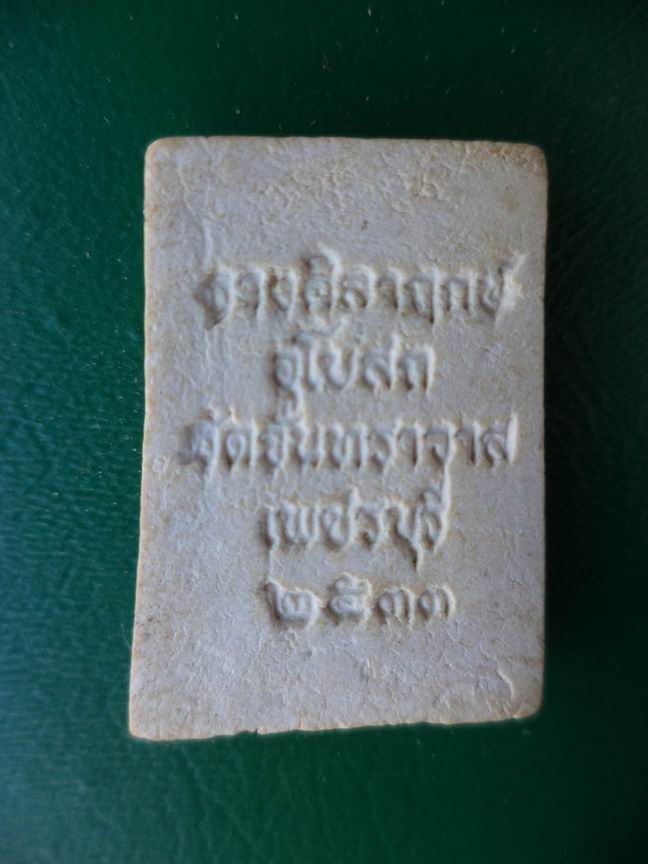 วางศิลาฤกษ์
อุโบสถ
วัดจันทราวาส
เพชรบุรี
๒๕๓๓